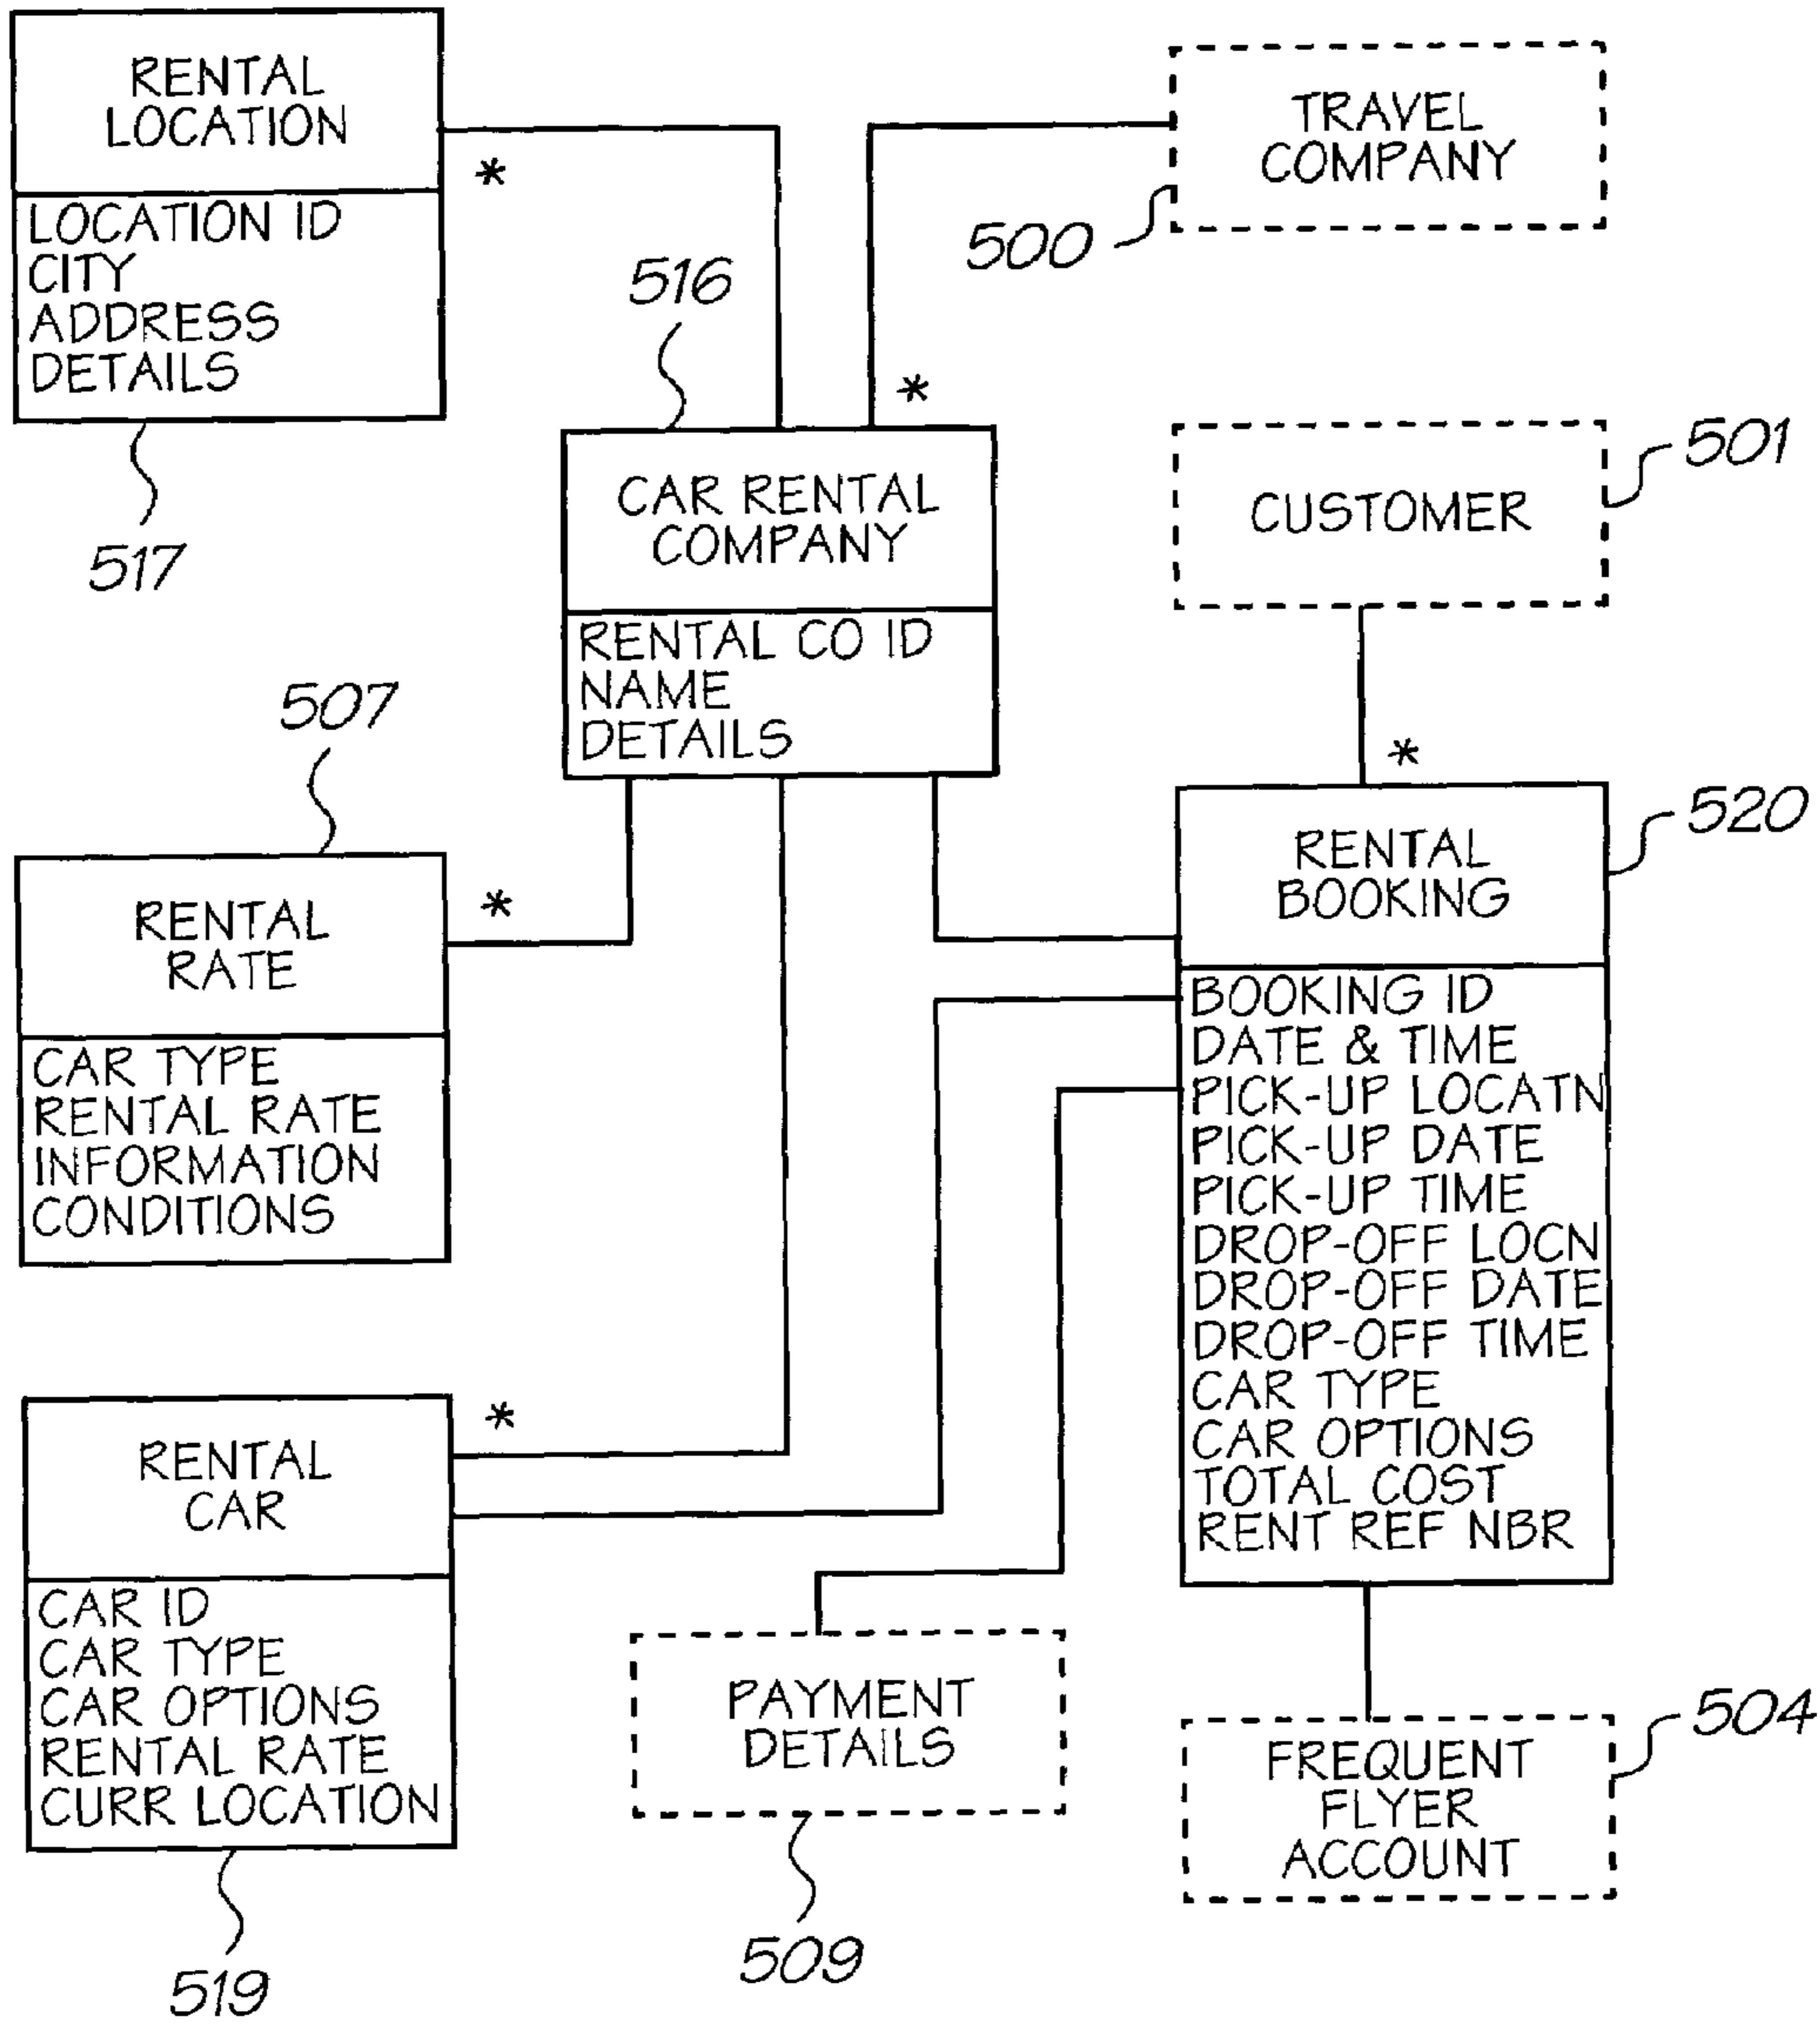 RENTAL
LOCATION
*
LOCATION ID
CITY
ADDRESS
DETAILS
517
TRAVEL
COMPANY
500
516
*
CAR RENTAL
COMPANY
RENTAL CO ID
NAME
DETAILS
CUSTOMER
501
*
507
RENTAL
RATE
*
CAR TYPE
RENTAL RATE
INFORMATION
CONDITIONS
RENTAL
BOOKING
520
BOOKING ID
DATE & TIME
PICK-UP LOCATN
PICK-UP DATE
PICK-UP TIME
DROP-OFF LOCN
DROP-OFF DATE
DROP-OFF TIME
CAR TYPE
CAR OPTIONS
TOTAL COST
RENT REF NBR
RENTAL
CAR
*
CAR ID
CAR TYPE
CAR OPTIONS
RENTAL RATE
CURR LOCATION
519
PAYMENT
DETAILS
509
FREQUENT
FLYER
ACCOUNT
504